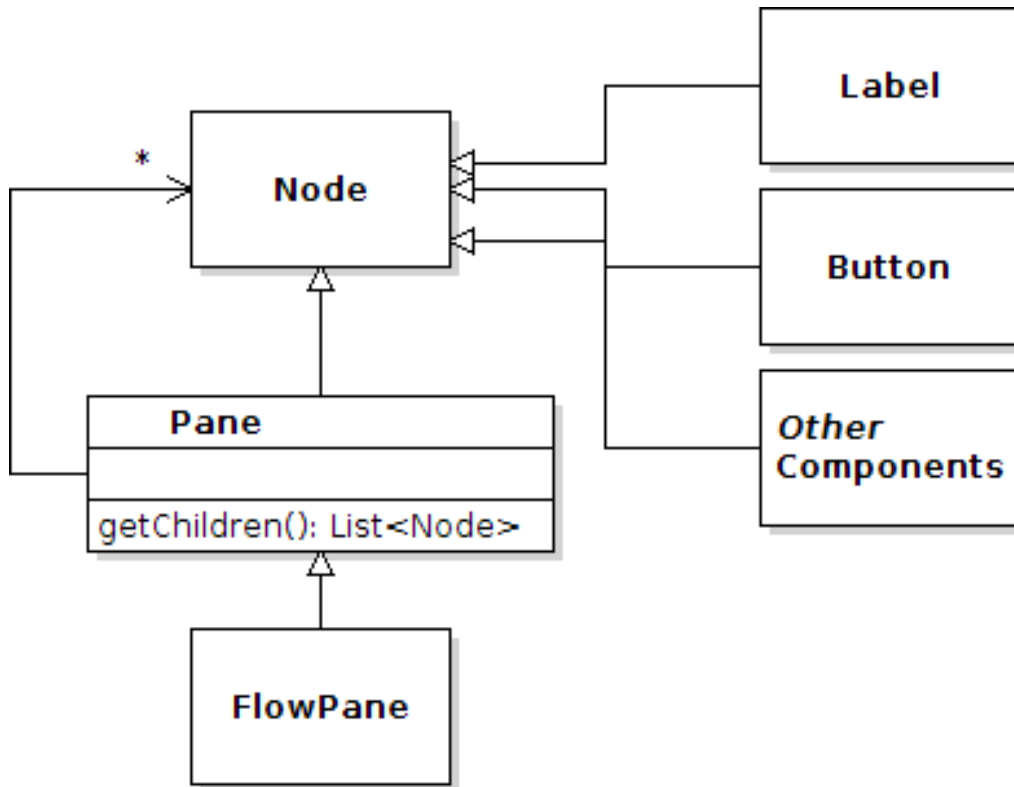 Label
*
Node
Button
Pane
Other
Components
getChildren(): List<Node>
FlowPane